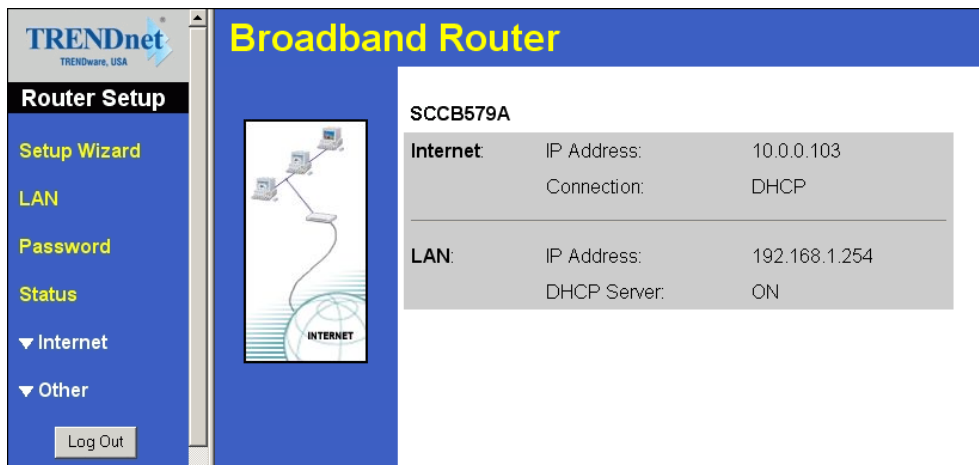 TRENDnet
TRENDware, USA
Broadband Router
Router Setup
Setup Wizard
LAN
Password
Status
Internet
Other
Log Out
INTERNET
SCCB579A
Internet: IP Address: 10.0.0.103
Connection: DHCP
LAN: IP Address: 192.168.1.254
DHCP Server: ON